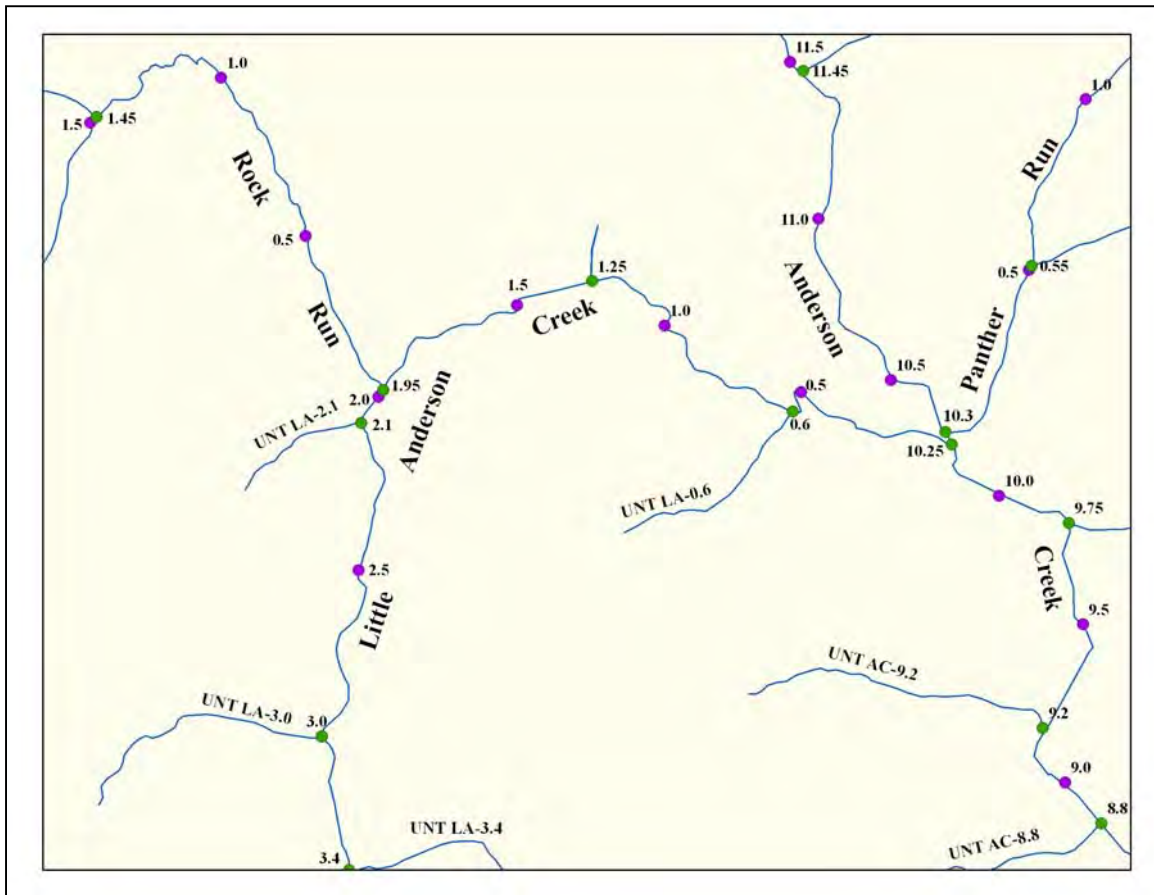 11.5
1.0
11.45
1.0
1.5
1.45
Run
Rock
11.0
0.5
0.5
0.55
1.25
1.5
Anderson
Creek
1.0
Run
Panther
10.5
1.95
0.5
2.0
UNT LA-2.1
2.1
0.6
10.3
Anderson
10.25
10.0
UNT LA-0.6
9.75
2.5
Creek
Little
9.5
UNT AC-9.2
UNT LA-3.0
3.0
9.2
9.0
8.8
UNT LA-3.4
UNT AC-8.8
3.4